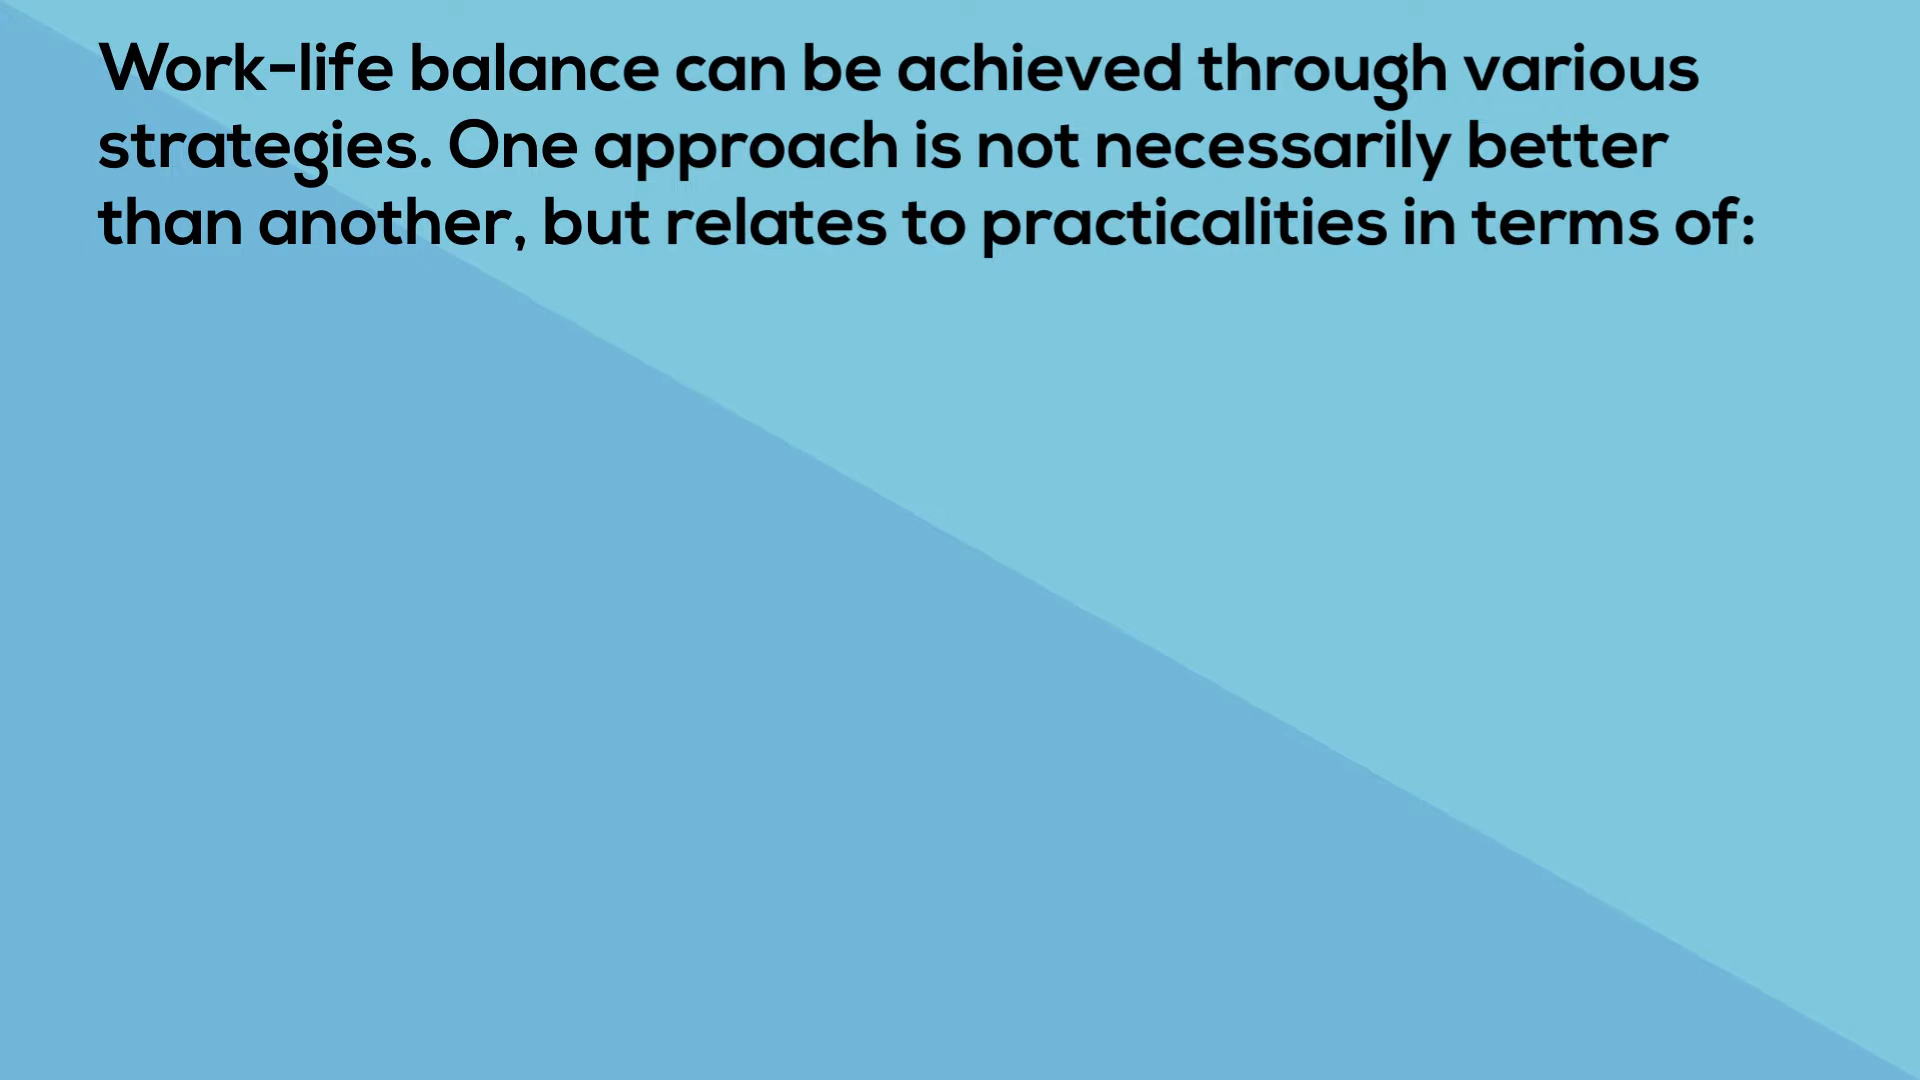 Work-life balance can be achieved through various
strategies. One approach is not necessarily better
than another, but relates to practicalities in terms of: